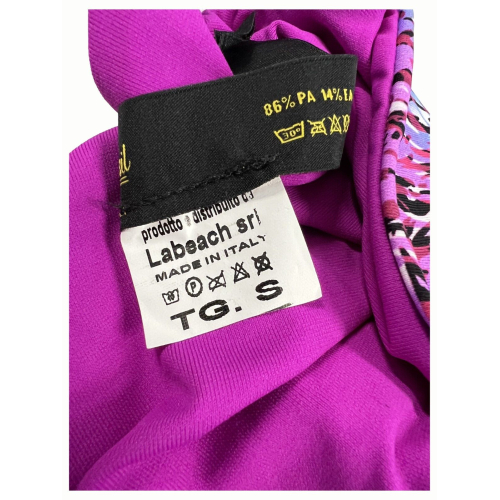 86% PA 14% EA
30°
prodotto e distribuito da
Labeach srl
MADE IN ITALY
P
TG. S